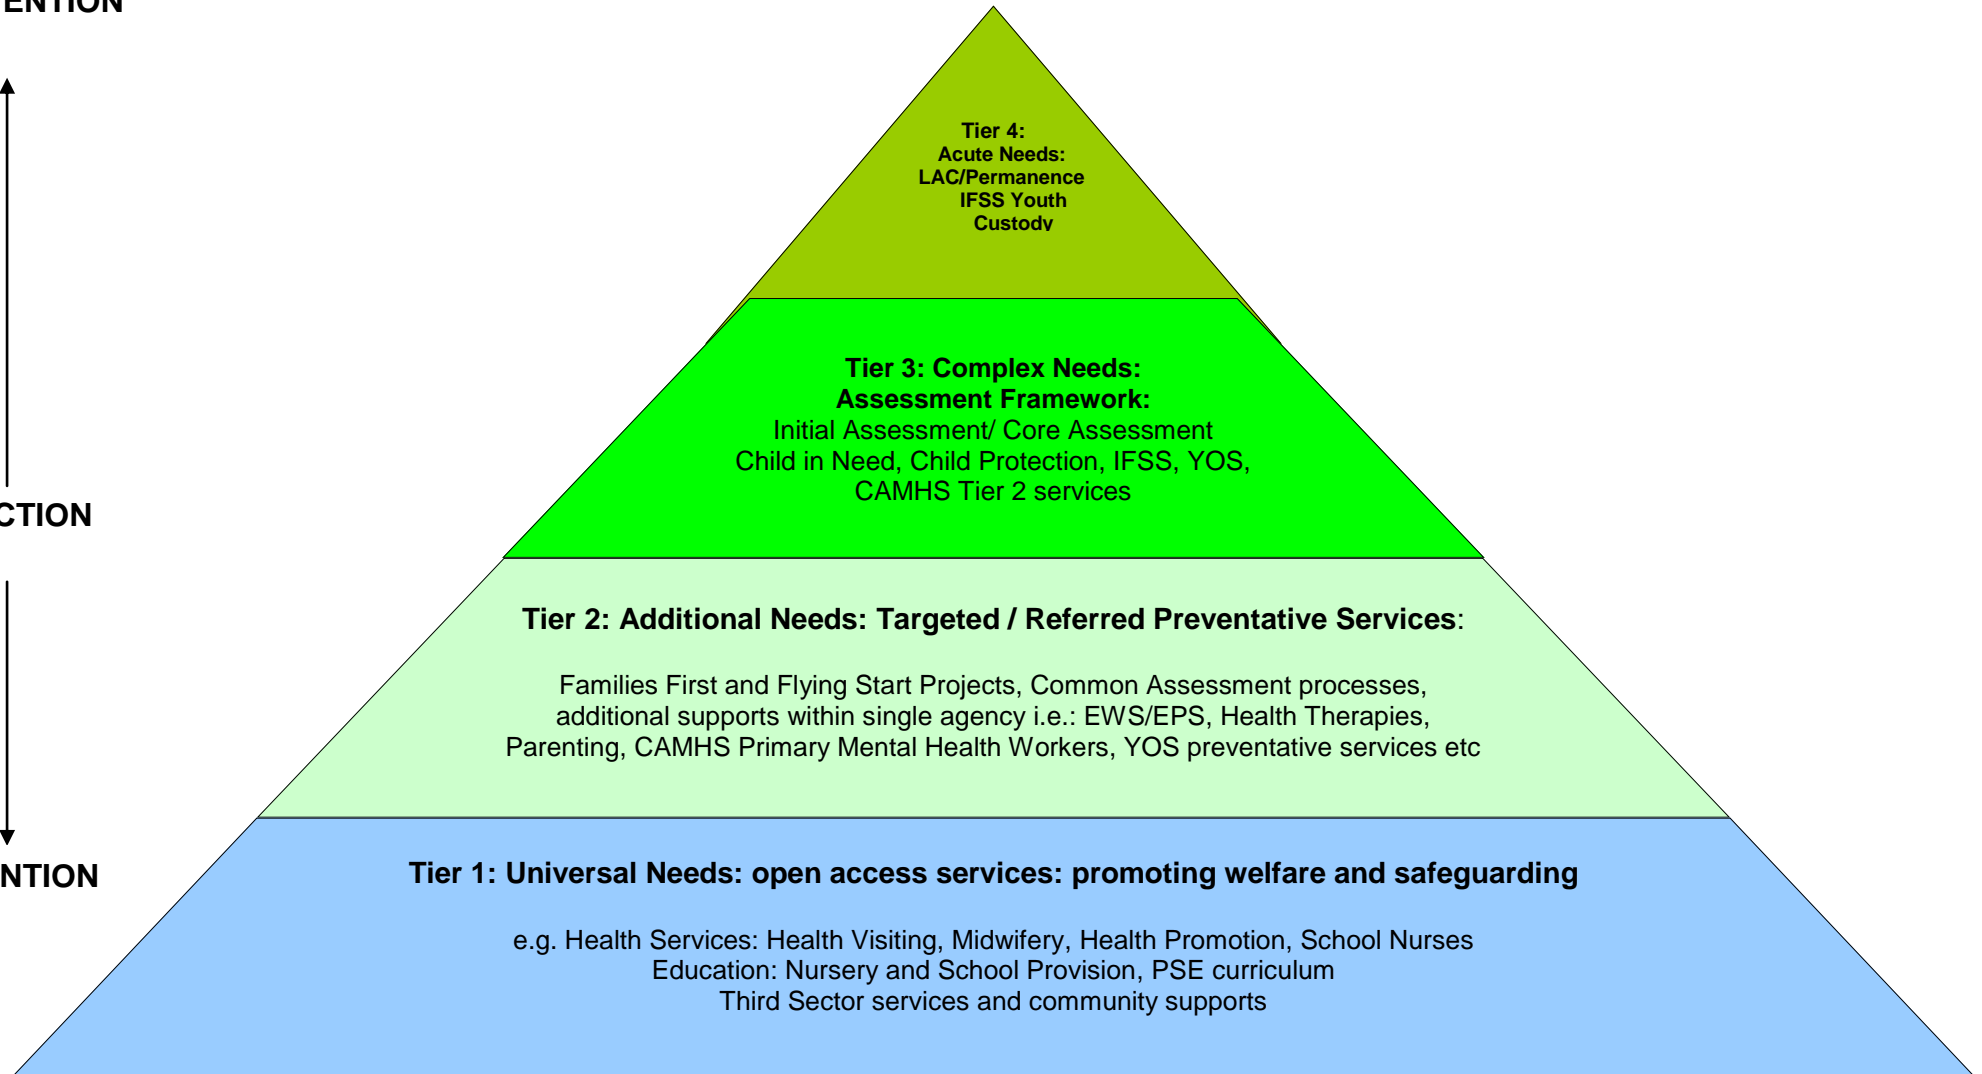 ENTION
Tier 4:
Acute Needs:
LAC/Permanence
IFSS Youth
Custody
Tier 3: Complex Needs:
Assessment Framework:
Initial Assessment/ Core Assessment
Child in Need, Child Protection, IFSS, YOS,
CAMHS Tier 2 services
CTION
Tier 2: Additional Needs: Targeted / Referred Preventative Services:
Families First and Flying Start Projects, Common Assessment processes,
additional supports within single agency i.e.: EWS/EPS, Health Therapies,
Parenting, CAMHS Primary Mental Health Workers, YOS preventative services etc
NTION
Tier 1: Universal Needs: open access services: promoting welfare and safeguarding
e.g. Health Services: Health Visiting, Midwifery, Health Promotion, School Nurses
Education: Nursery and School Provision, PSE curriculum
Third Sector services and community supports